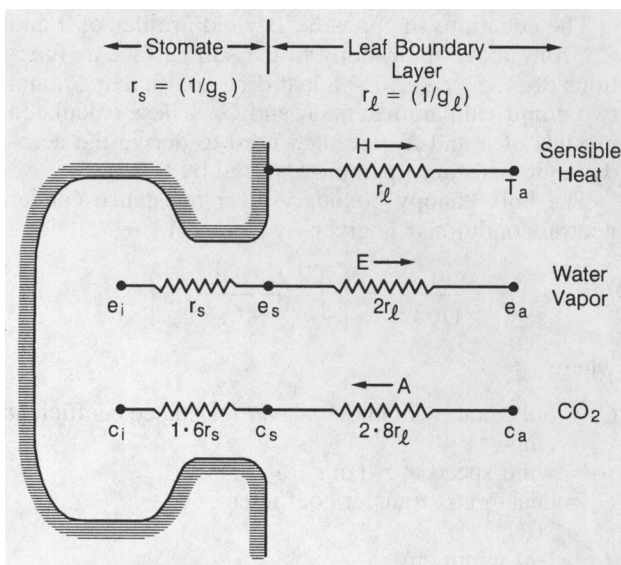 Stomate
Leaf Boundary
Layer
r_s = (1/g_s)
r_ℓ = (1/g_ℓ)
H
r_ℓ
T_a
Sensible
Heat
E
e_i
r_s
e_s
2r_ℓ
e_a
Water
Vapor
A
c_i
1·6r_s
c_s
2·8r_ℓ
c_a
CO₂